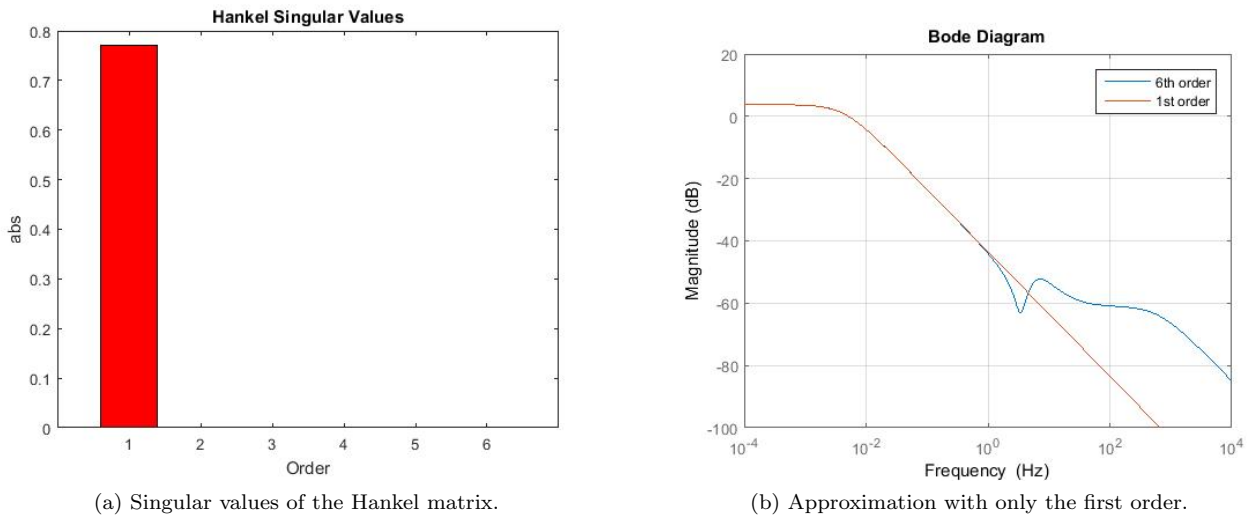 Hankel Singular Values
0.8
0.7
0.6
0.5
0.4
0.3
0.2
0.1
0
abs
1 2 3 4 5 6
Order
(a) Singular values of the Hankel matrix.
Bode Diagram
20
0
-20
-40
-60
-80
-100
Magnitude (dB)
6th order
1st order
10^-4 10^-2 10^0 10^2 10^4
Frequency (Hz)
(b) Approximation with only the first order.